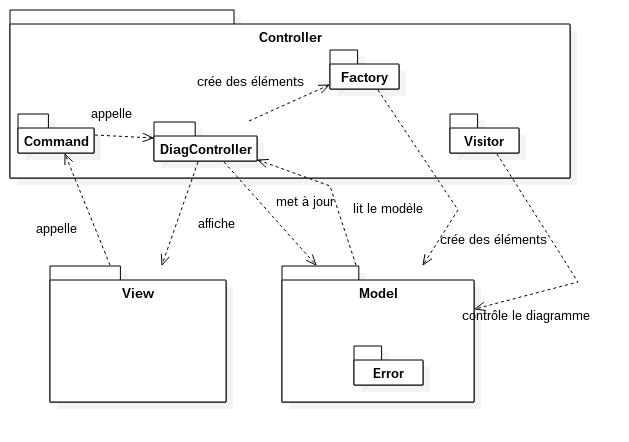 Controller
Factory
crée des éléments
appelle
Command
DiagController
Visitor
met à jour
lit le modèle
affiche
appelle
crée des éléments
View
Model
contrôle le diagramme
Error